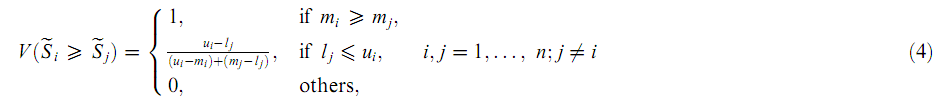 V(S̃ᵢ ⩾ S̃ⱼ) = { 1, if mᵢ ⩾ mⱼ,
(uᵢ−lⱼ)/((uᵢ−mᵢ)+(mⱼ−lⱼ)), if lⱼ ⩽ uᵢ, i, j = 1, . . . , n; j ≠ i (4)
0, others,